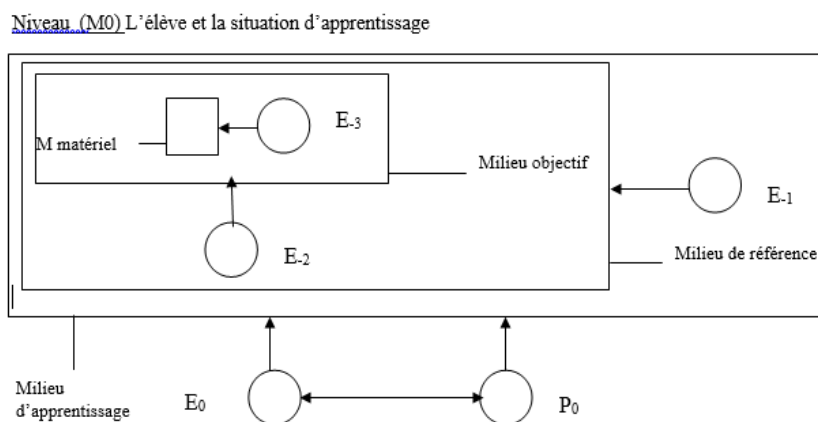 Niveau (M0) L’élève et la situation d’apprentissage
E-3
M matériel
Milieu objectif
E-1
E-2
Milieu de référence
Milieu
d’apprentissage
E0
P0